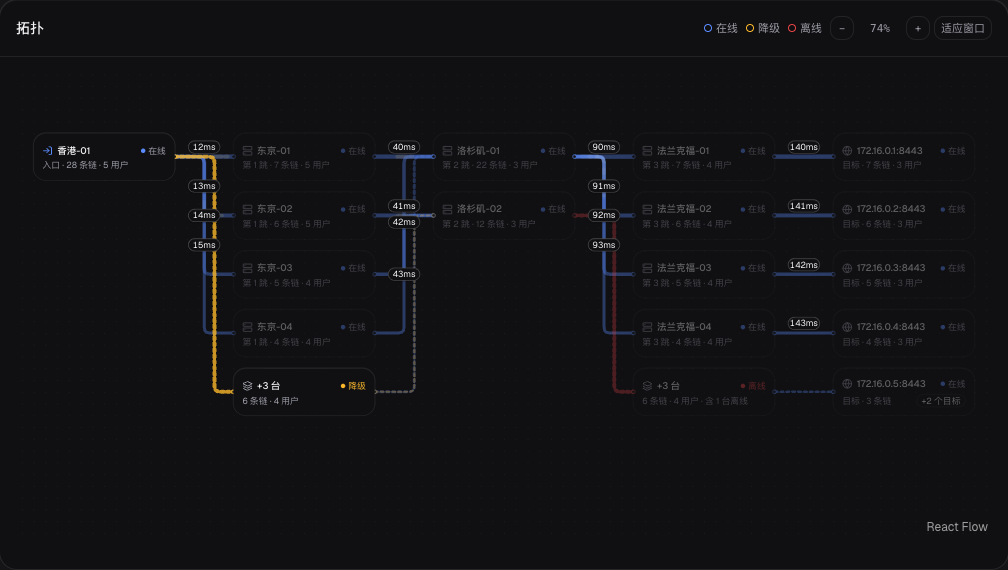 拓扑
在线 降级 离线 − 74% + 适应窗口
香港-01 在线
入口 · 28 条链 · 5 用户
12ms
13ms
14ms
15ms
东京-01 在线
第 1 跳 · 7 条链 · 5 用户
东京-02 在线
第 1 跳 · 6 条链 · 5 用户
东京-03 在线
第 1 跳 · 5 条链 · 4 用户
东京-04 在线
第 1 跳 · 4 条链 · 4 用户
+3 台 降级
6 条链 · 4 用户
40ms
41ms
42ms
43ms
洛杉矶-01 在线
第 2 跳 · 22 条链 · 3 用户
洛杉矶-02 在线
第 2 跳 · 12 条链 · 3 用户
90ms
91ms
92ms
93ms
法兰克福-01 在线
第 3 跳 · 7 条链 · 4 用户
法兰克福-02 在线
第 3 跳 · 6 条链 · 4 用户
法兰克福-03 在线
第 3 跳 · 5 条链 · 4 用户
法兰克福-04 在线
第 3 跳 · 4 条链 · 4 用户
+3 台 离线
6 条链 · 4 用户 · 含 1 台离线
140ms
141ms
142ms
143ms
172.16.0.1:8443 在线
目标 · 7 条链 · 3 用户
172.16.0.2:8443 在线
目标 · 6 条链 · 3 用户
172.16.0.3:8443 在线
目标 · 5 条链 · 3 用户
172.16.0.4:8443 在线
目标 · 4 条链 · 3 用户
172.16.0.5:8443 在线
目标 · 3 条链 +2 个目标
React Flow